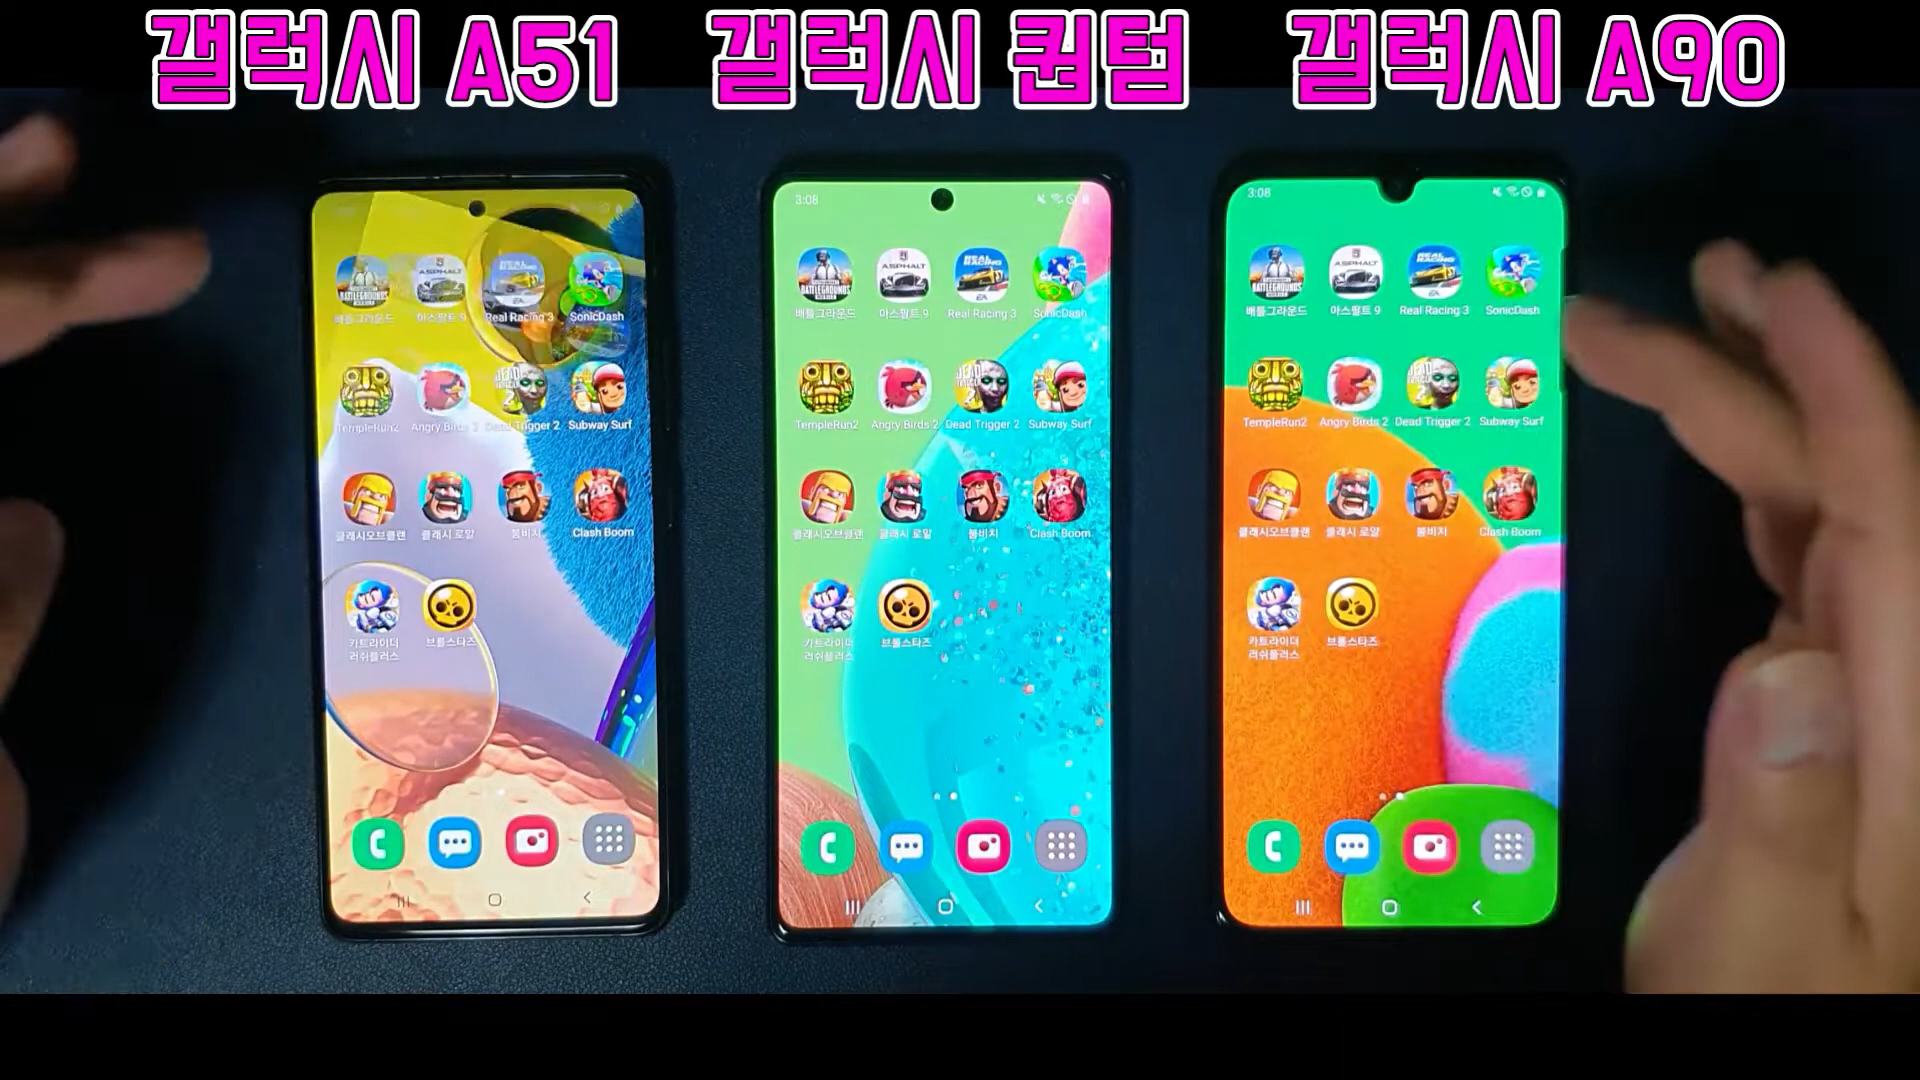 갤럭시 A51 갤럭시 퀀텀 갤럭시 A90
3:08
배틀그라운드 아스팔트 9 Real Racing 3 SonicDash
TempleRun2 Angry Birds 2 Dead Trigger 2 Subway Surf
클래시오브클랜 클래시 로얄 붐비치 Clash Boom
카트라이더 브롤스타즈
러쉬플러스
3:08
배틀그라운드 아스팔트 9 Real Racing 3 SonicDash
TempleRun2 Angry Birds 2 Dead Trigger 2 Subway Surf
클래시오브클랜 클래시 로얄 붐비치 Clash Boom
카트라이더 브롤스타즈
러쉬플러스
배틀그라운드 아스팔트 9 Real Racing 3 SonicDash
TempleRun2 Angry Birds 2 Dead Trigger 2 Subway Surf
클래시오브클랜 클래시 로얄 붐비치 Clash Boom
카트라이더 브롤스타즈
러쉬플러스